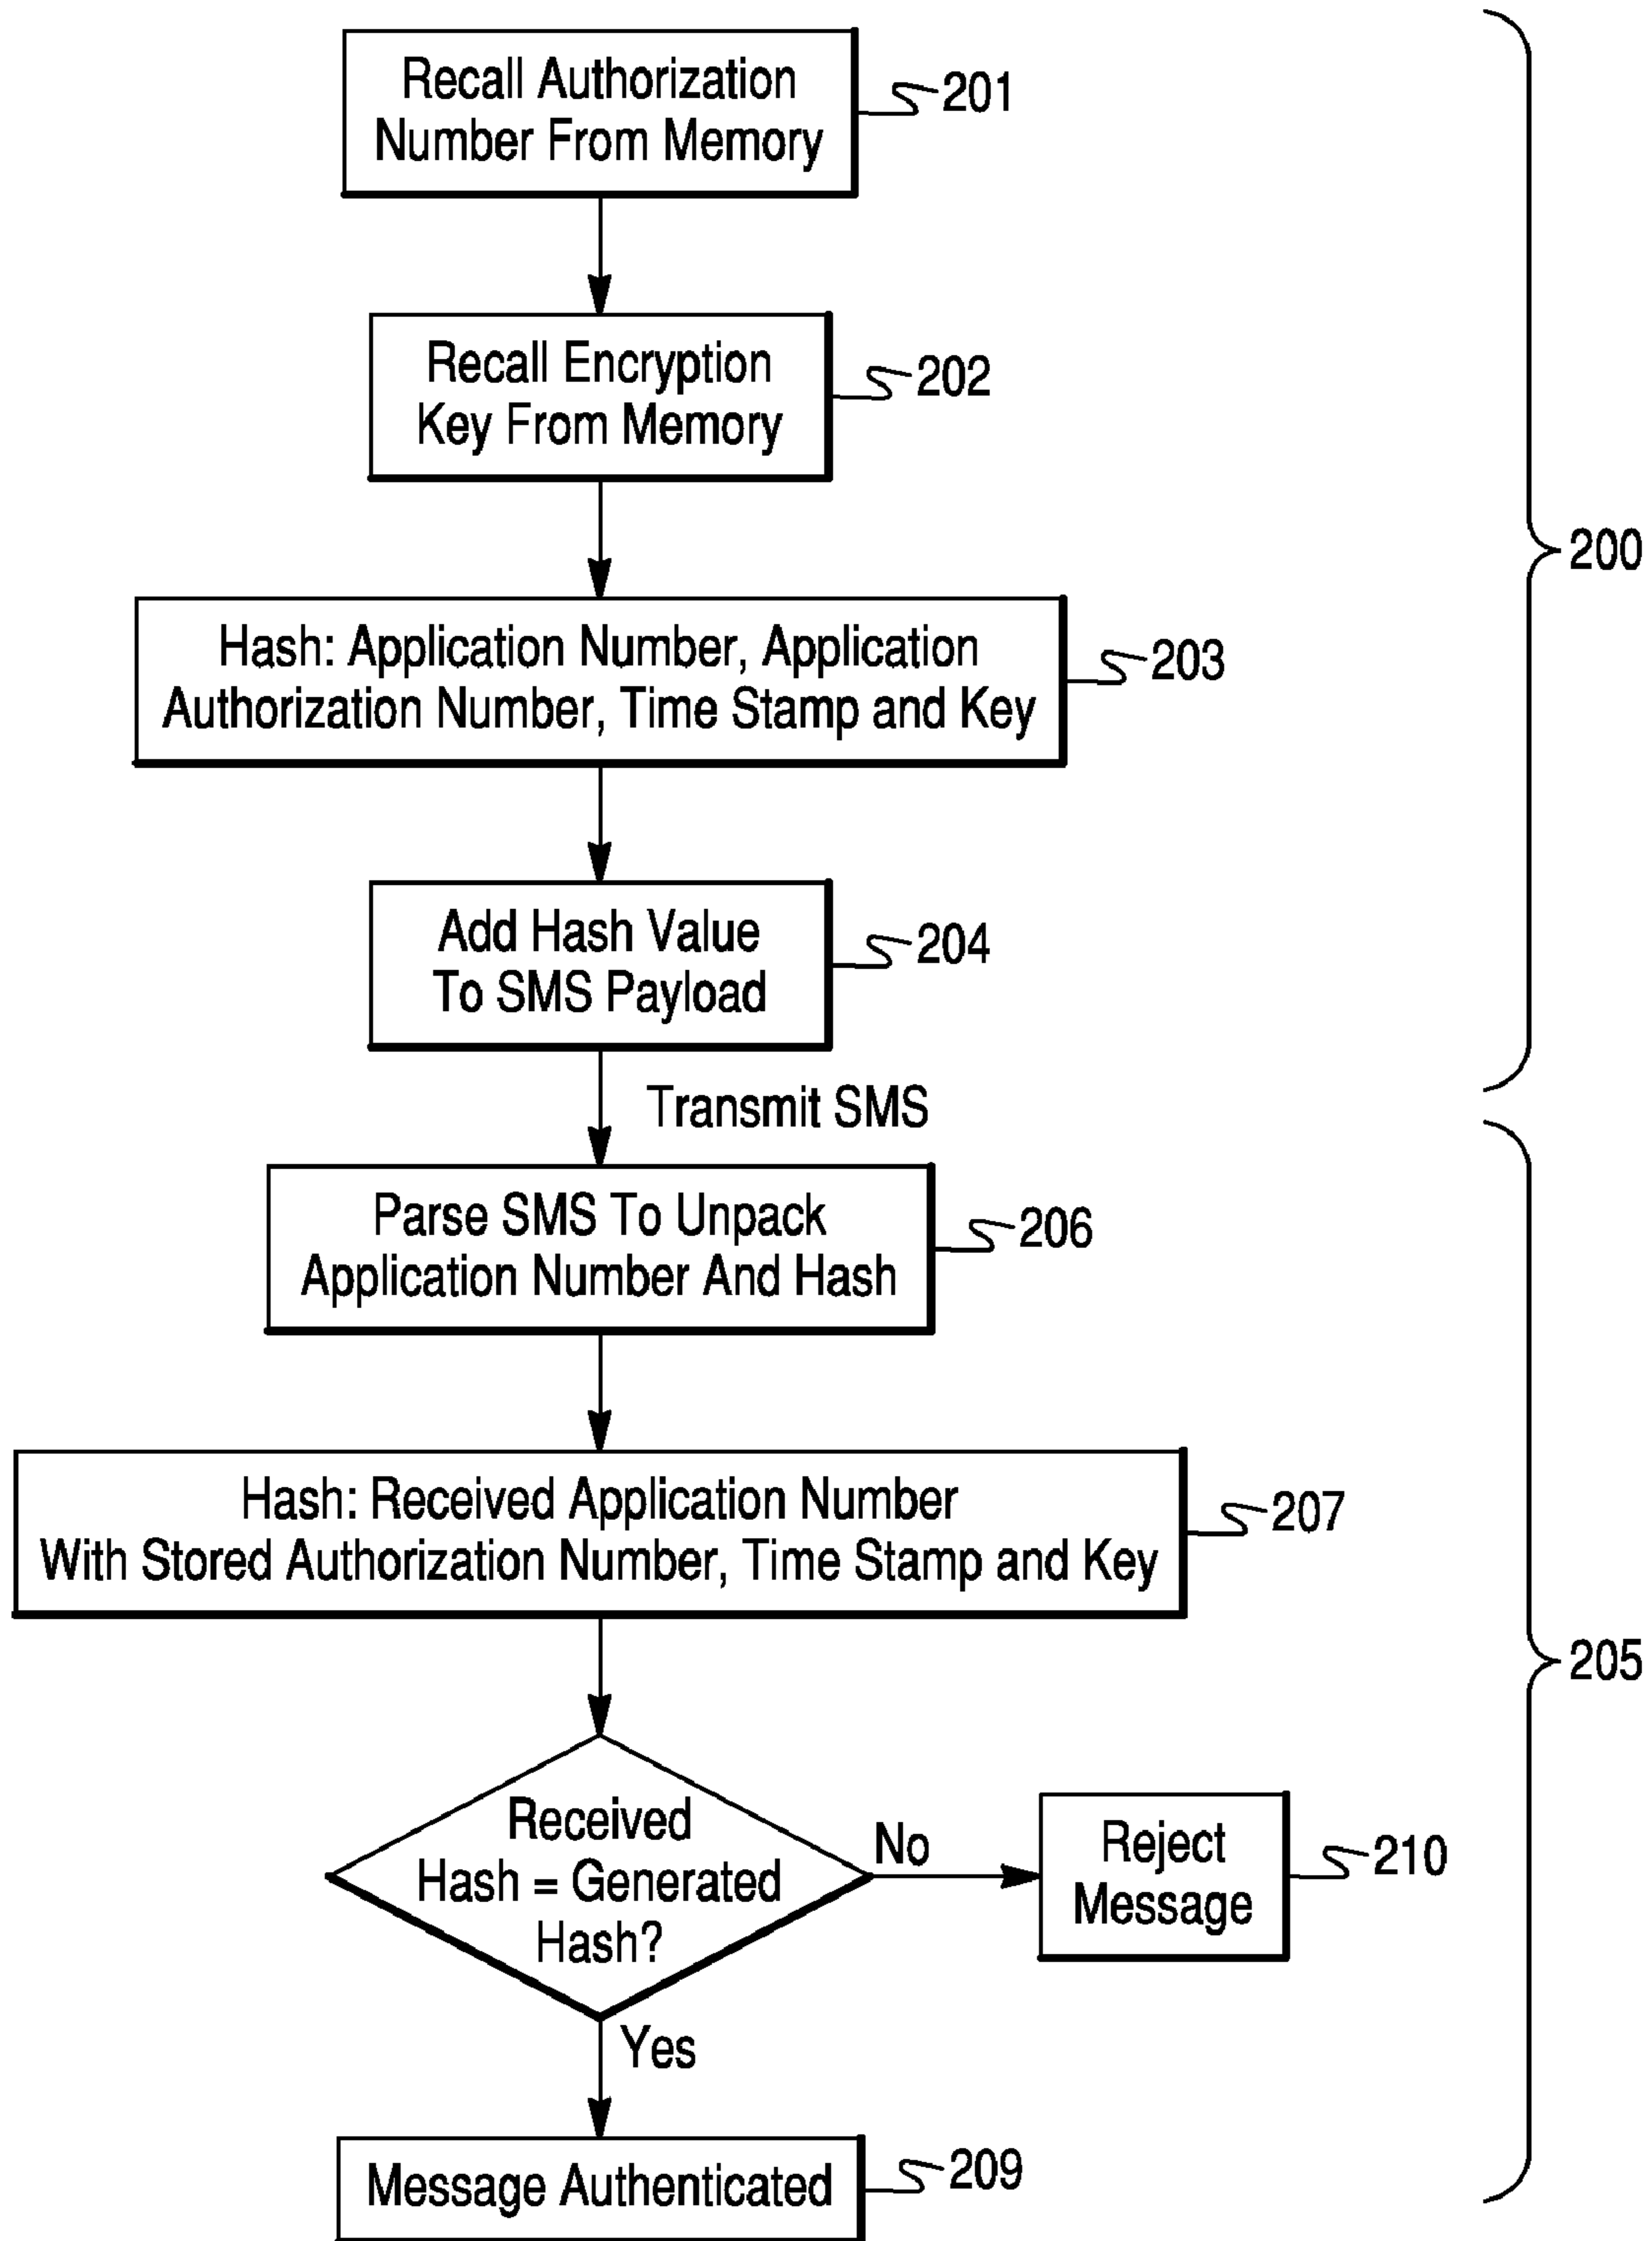 Recall Authorization
Number From Memory
201
Recall Encryption
Key From Memory
202
Hash: Application Number, Application
Authorization Number, Time Stamp and Key
203
Add Hash Value
To SMS Payload
204
200
Transmit SMS
Parse SMS To Unpack
Application Number And Hash
206
Hash: Received Application Number
With Stored Authorization Number, Time Stamp and Key
207
Received
Hash = Generated
Hash?
No
Reject
Message
210
Yes
Message Authenticated
209
205